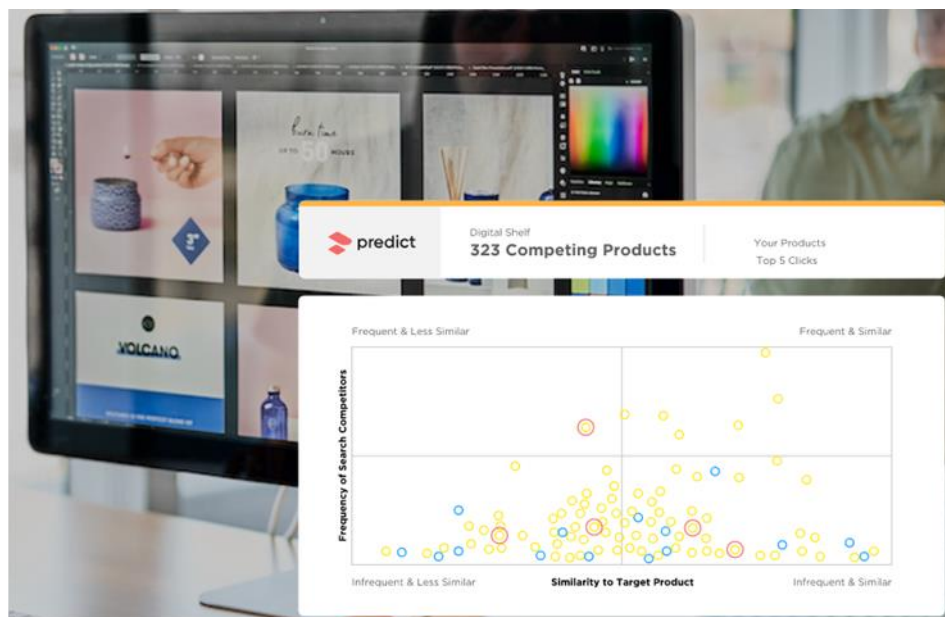 burn time
UP TO 50 HOURS
VOLCANO
predict
Digital Shelf
323 Competing Products
Your Products
Top 5 Clicks
Frequent & Less Similar
Frequent & Similar
Frequency of Search Competitors
Infrequent & Less Similar
Similarity to Target Product
Infrequent & Similar